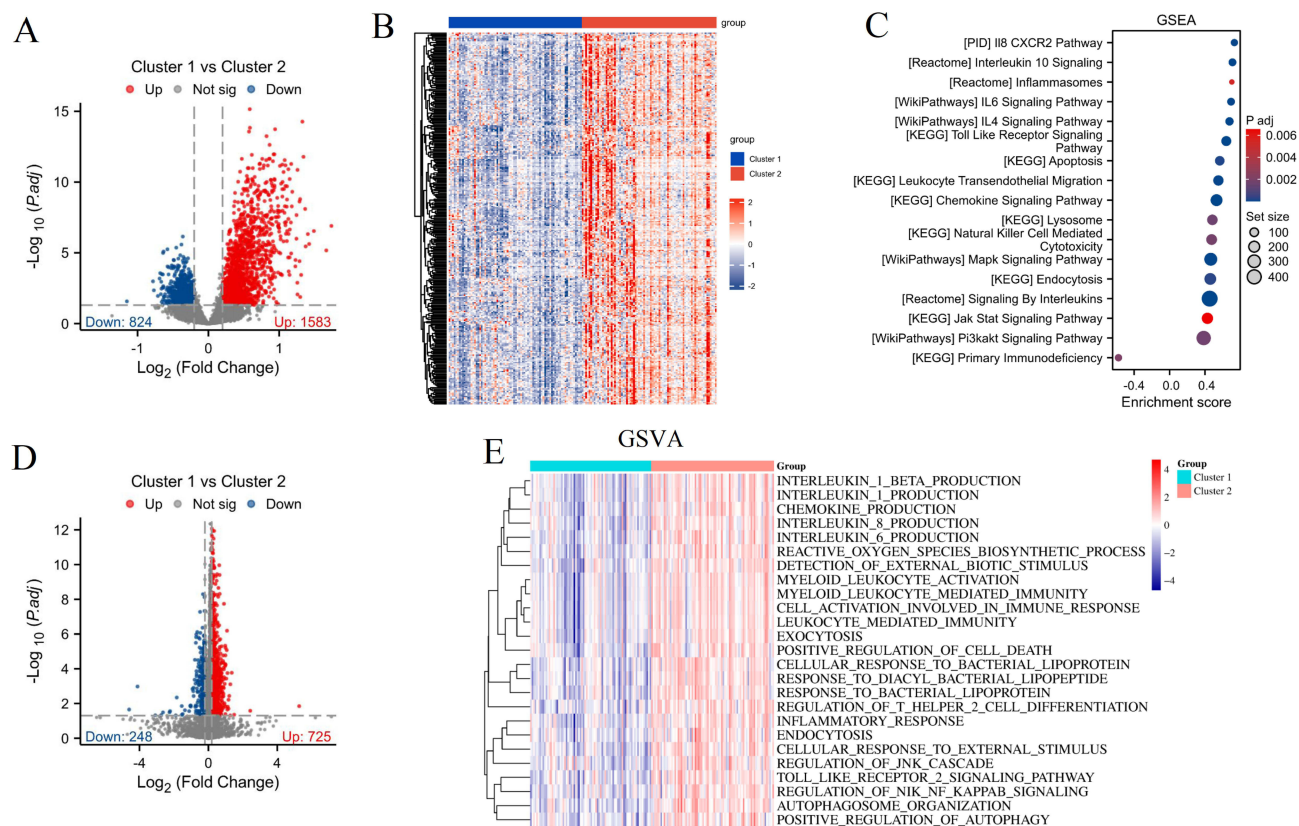 A
Cluster 1 vs Cluster 2
Up Not sig Down
15
10
5
0
-Log10 (P.adj)
Down: 824
Up: 1583
-1 0 1
Log2 (Fold Change)
B
group
group
Cluster 1
Cluster 2
2
1
0
-1
-2
C
GSEA
[PID] Il8 CXCR2 Pathway
[Reactome] Interleukin 10 Signaling
[Reactome] Inflammasomes
[WikiPathways] IL6 Signaling Pathway
[WikiPathways] IL4 Signaling Pathway
[KEGG] Toll Like Receptor Signaling
Pathway
[KEGG] Apoptosis
[KEGG] Leukocyte Transendothelial Migration
[KEGG] Chemokine Signaling Pathway
[KEGG] Lysosome
[KEGG] Natural Killer Cell Mediated
Cytotoxicity
[WikiPathways] Mapk Signaling Pathway
[KEGG] Endocytosis
[Reactome] Signaling By Interleukins
[KEGG] Jak Stat Signaling Pathway
[WikiPathways] Pi3kakt Signaling Pathway
[KEGG] Primary Immunodeficiency
-0.4 0.4
Enrichment score
P adj
0.006
0.004
0.002
Set size
100
200
300
400
D
Cluster 1 vs Cluster 2
Up Not sig Down
12
10
8
6
4
2
0
-Log10 (P.adj)
Down: 248
Up: 725
-4 0 4
Log2 (Fold Change)
E
GSVA
Group
INTERLEUKIN_1_BETA_PRODUCTION
INTERLEUKIN_1_PRODUCTION
CHEMOKINE_PRODUCTION
INTERLEUKIN_8_PRODUCTION
INTERLEUKIN_6_PRODUCTION
REACTIVE_OXYGEN_SPECIES_BIOSYNTHETIC_PROCESS
DETECTION_OF_EXTERNAL_BIOTIC_STIMULUS
MYELOID_LEUKOCYTE_ACTIVATION
MYELOID_LEUKOCYTE_MEDIATED_IMMUNITY
CELL_ACTIVATION_INVOLVED_IN_IMMUNE_RESPONSE
LEUKOCYTE_MEDIATED_IMMUNITY
EXOCYTOSIS
POSITIVE_REGULATION_OF_CELL_DEATH
CELLULAR_RESPONSE_TO_BACTERIAL_LIPOPROTEIN
RESPONSE_TO_DIACYL_BACTERIAL_LIPOPEPTIDE
RESPONSE_TO_BACTERIAL_LIPOPROTEIN
REGULATION_OF_T_HELPER_2_CELL_DIFFERENTIATION
INFLAMMATORY_RESPONSE
ENDOCYTOSIS
CELLULAR_RESPONSE_TO_EXTERNAL_STIMULUS
REGULATION_OF_JNK_CASCADE
TOLL_LIKE_RECEPTOR_2_SIGNALING_PATHWAY
REGULATION_OF_NIK_NF_KAPPAB_SIGNALING
AUTOPHAGOSOME_ORGANIZATION
POSITIVE_REGULATION_OF_AUTOPHAGY
4
2
0
-2
-4
Group
Cluster 1
Cluster 2